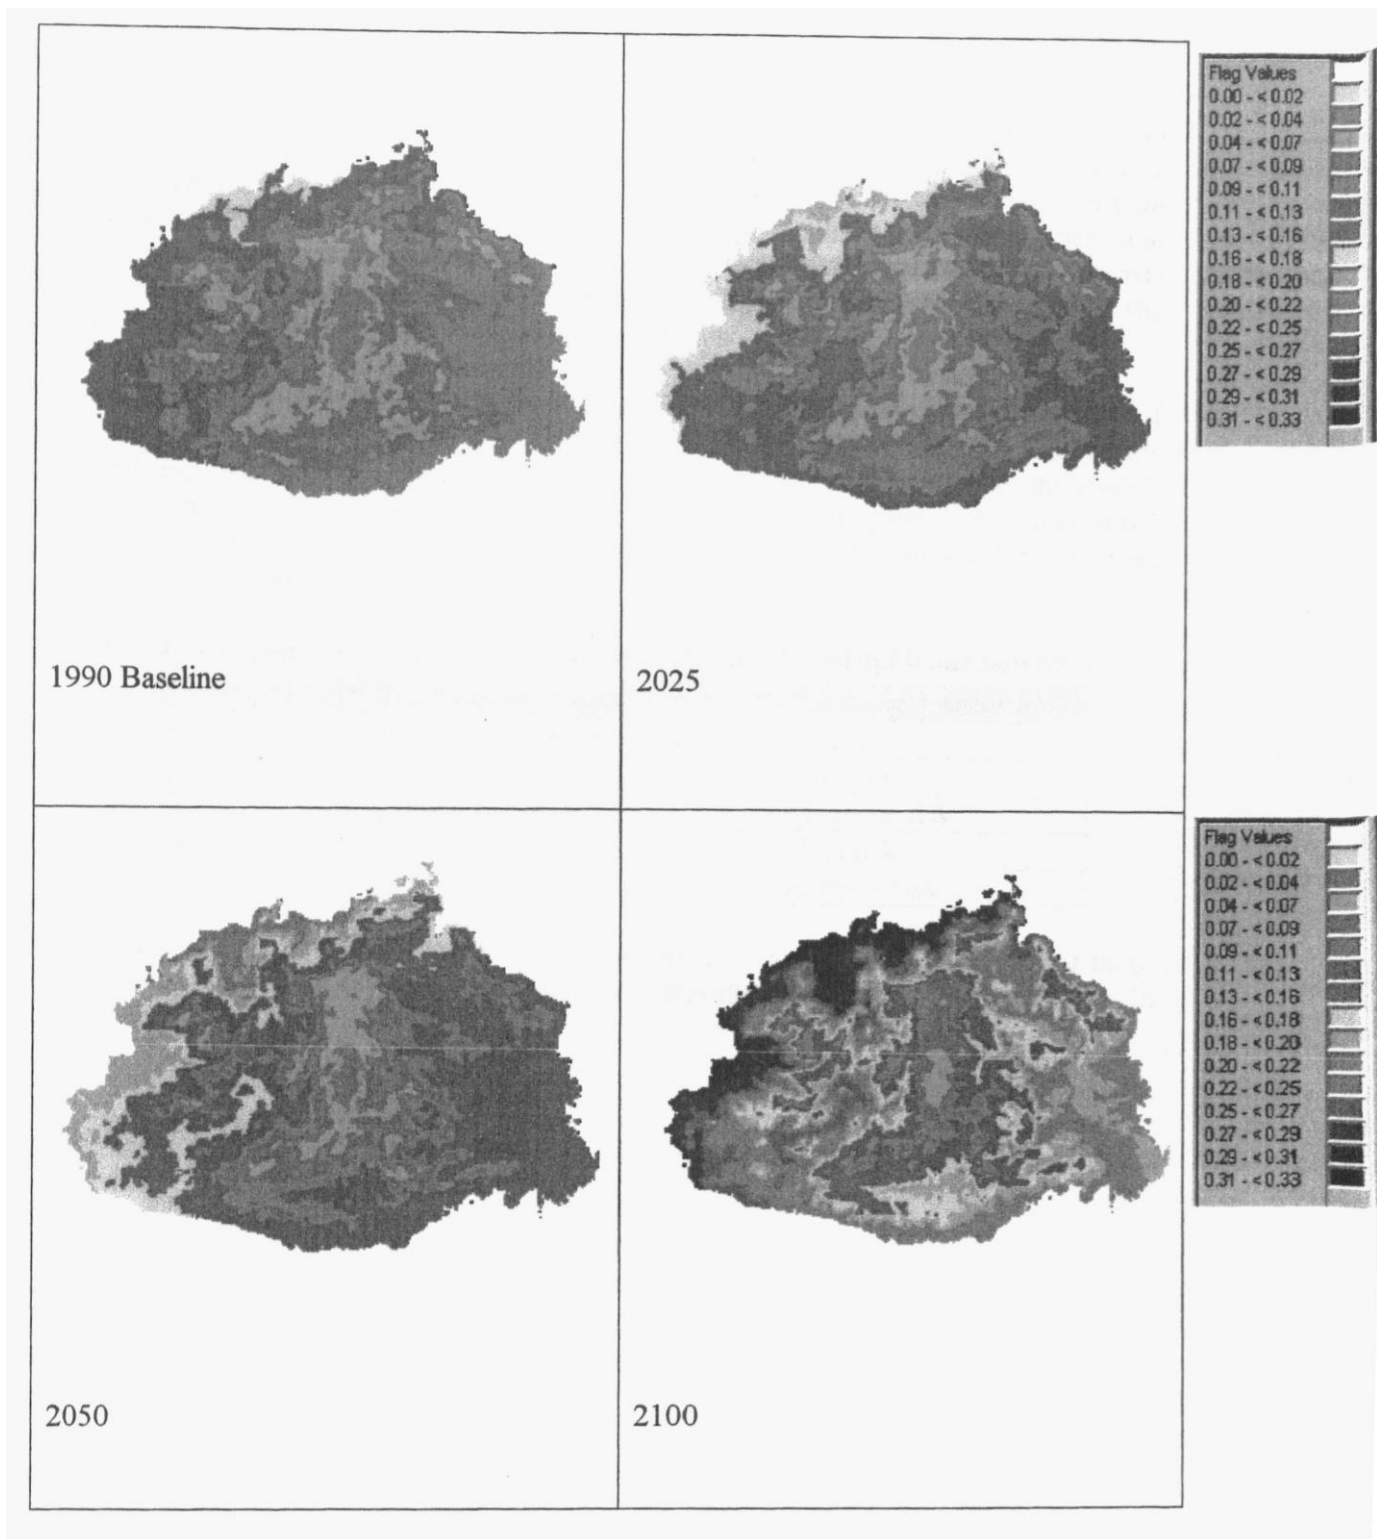 Flag Values
0.00 - < 0.02
0.02 - < 0.04
0.04 - < 0.07
0.07 - < 0.09
0.09 - < 0.11
0.11 - < 0.13
0.13 - < 0.16
0.16 - < 0.18
0.18 - < 0.20
0.20 - < 0.22
0.22 - < 0.25
0.25 - < 0.27
0.27 - < 0.29
0.29 - < 0.31
0.31 - < 0.33
1990 Baseline
2025
Flag Values
0.00 - < 0.02
0.02 - < 0.04
0.04 - < 0.07
0.07 - < 0.09
0.09 - < 0.11
0.11 - < 0.13
0.13 - < 0.16
0.16 - < 0.18
0.18 - < 0.20
0.20 - < 0.22
0.22 - < 0.25
0.25 - < 0.27
0.27 - < 0.29
0.29 - < 0.31
0.31 - < 0.33
2050
2100